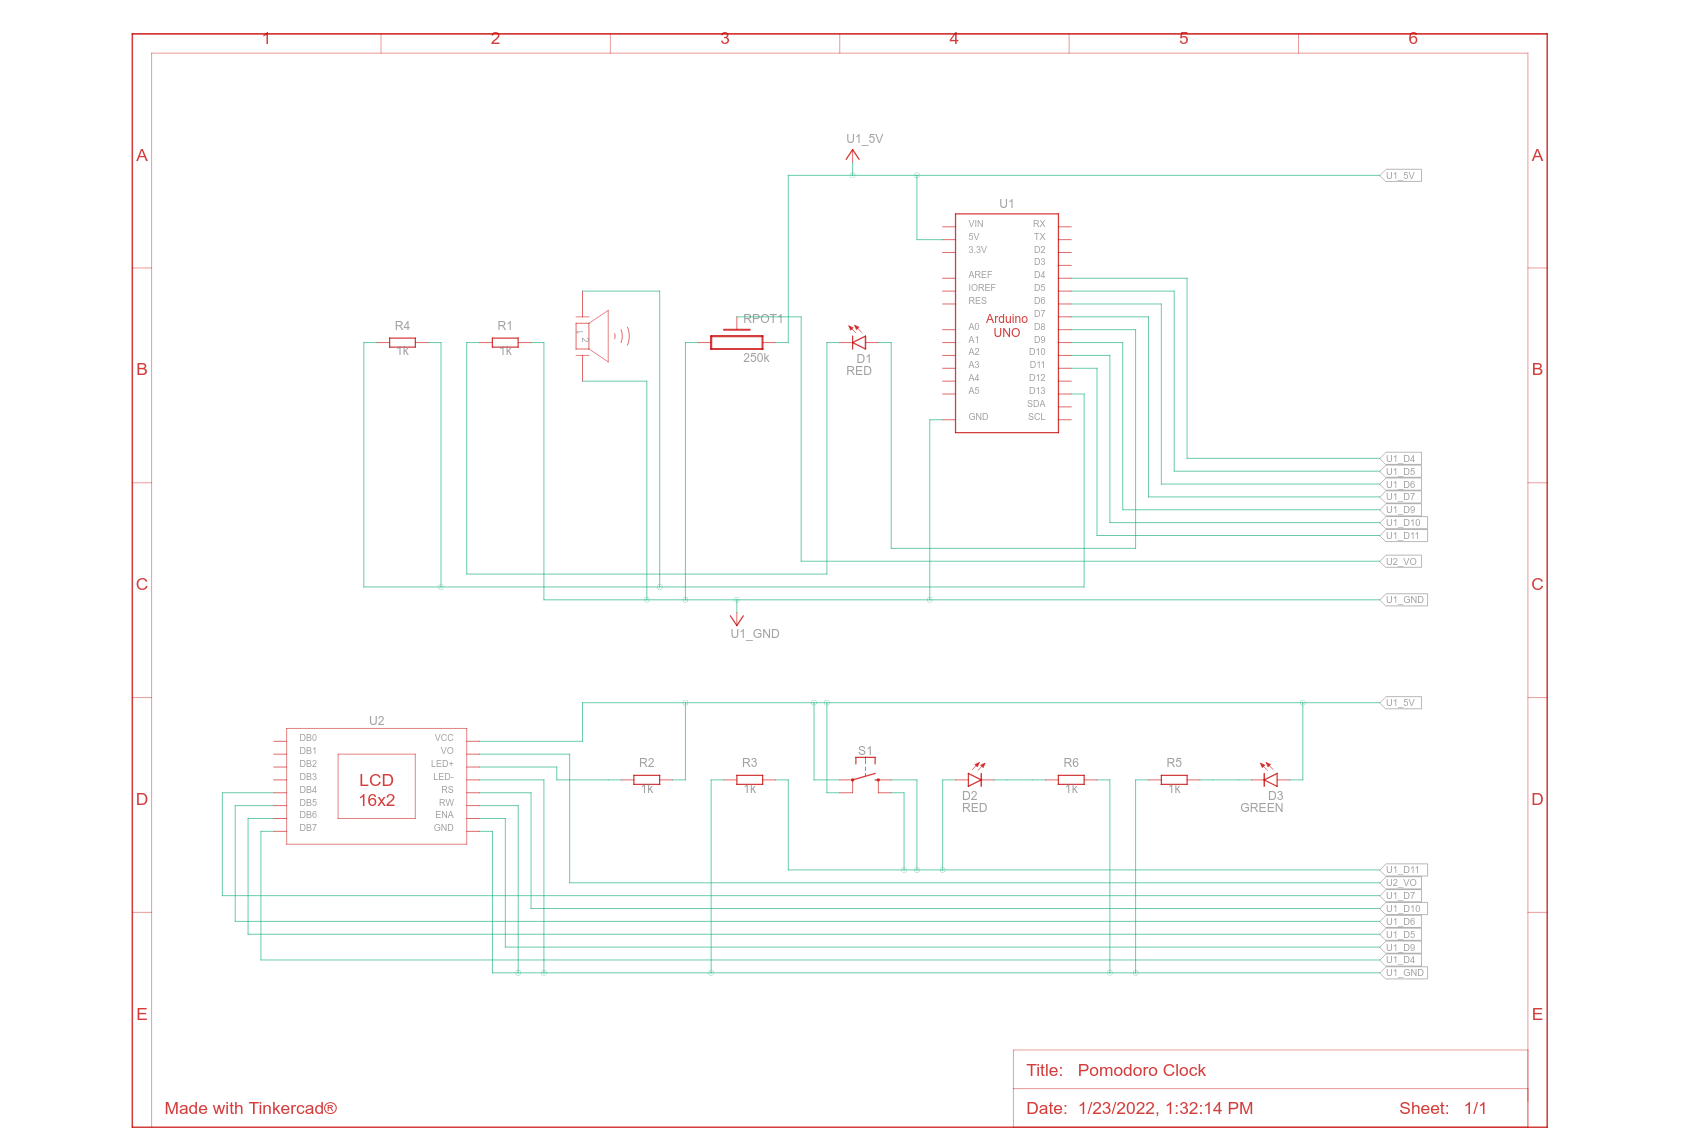 1 2 3 4 5 6
A A
U1_5V
U1_5V
U1
VIN RX
5V TX
3.3V D2
D3
AREF D4
IOREF D5
RES D6
D7
A0 D8
A1 D9
A2 D10
A3 D11
A4 D12
A5 D13
SDA
GND SCL
Arduino
UNO
B B
R4
1k
R1
1k
RPOT1
250k
D1
RED
U1_D4
U1_D5
U1_D6
U1_D7
U1_D9
U1_D10
U1_D11
U2_VO
C C
U1_GND
U1_GND
U1_5V
U2
DB0 VCC
DB1 VO
DB2 LED+
DB3 LED-
DB4 RS
DB5 RW
DB6 ENA
DB7 GND
LCD
16x2
R2
1k
R3
1k
S1
D2
RED
R6
1k
R5
1k
D3
GREEN
D D
U1_D11
U2_VO
U1_D7
U1_D10
U1_D6
U1_D5
U1_D9
U1_D4
U1_GND
E E
Title: Pomodoro Clock
Made with Tinkercad®
Date: 1/23/2022, 1:32:14 PM Sheet: 1/1